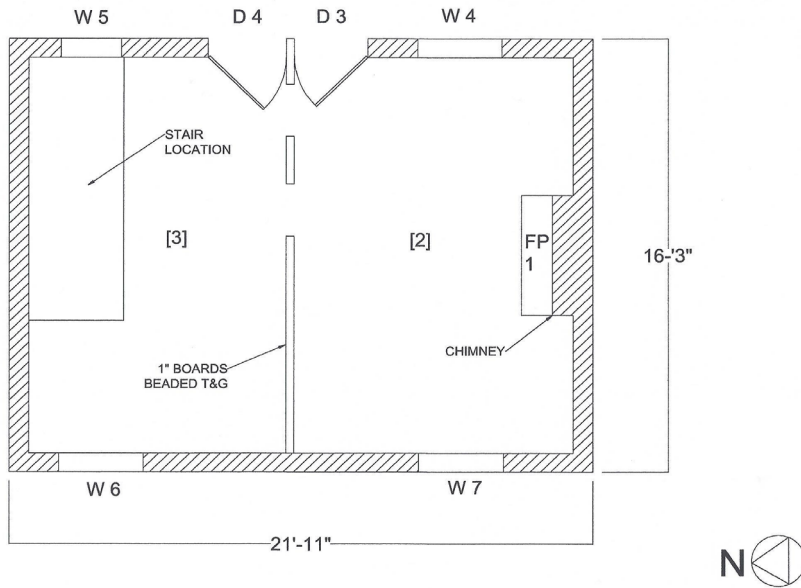 W 5
D 4
D 3
W 4
STAIR
LOCATION
[3]
[2]
FP
1
16-'3"
1" BOARDS
BEADED T&G
CHIMNEY
W 6
W 7
21'-11"
N